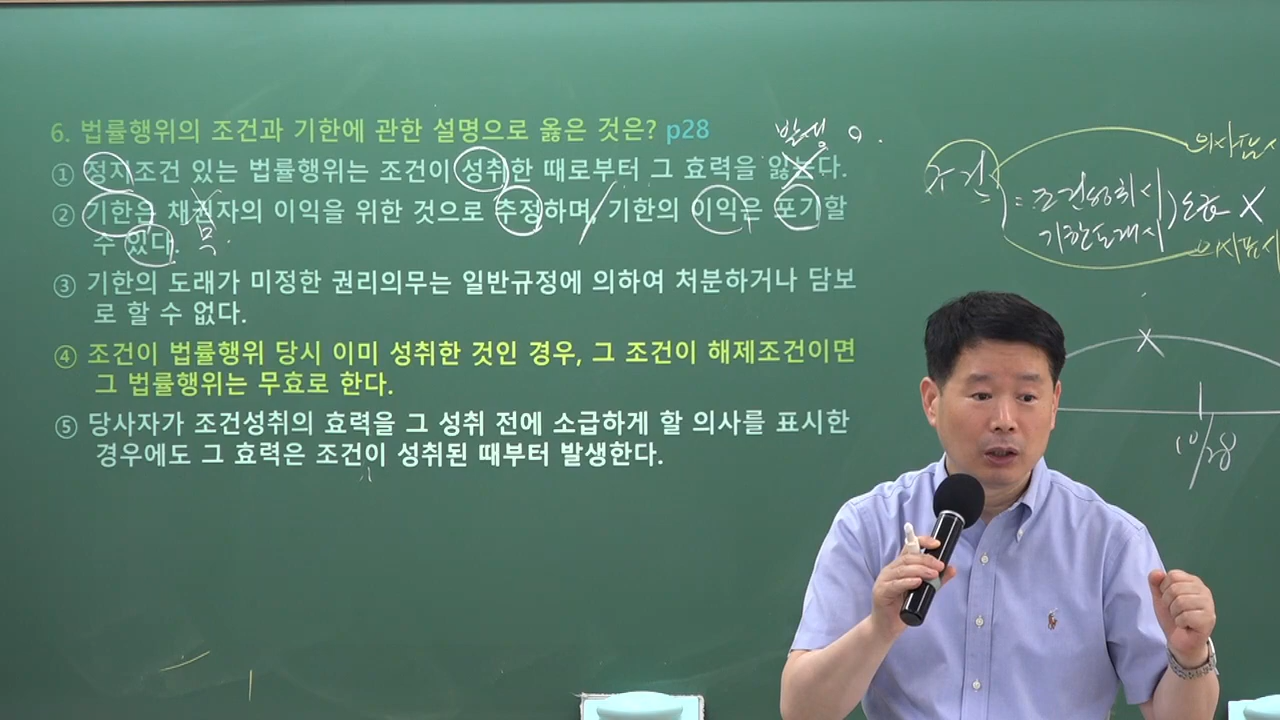 6. 법률행위의 조건과 기한에 관한 설명으로 옳은 것은? p28
발생 O.
① 정지조건 있는 법률행위는 조건이 성취한 때로부터 그 효력을 잃는다.
② 기한은 채권자의 이익을 위한 것으로 추정하며, 기한의 이익은 포기할
수 있다.
③ 기한의 도래가 미정한 권리의무는 일반규정에 의하여 처분하거나 담보
로 할 수 없다.
④ 조건이 법률행위 당시 이미 성취한 것인 경우, 그 조건이 해제조건이면
그 법률행위는 무효로 한다.
⑤ 당사자가 조건성취의 효력을 그 성취 전에 소급하게 할 의사를 표시한
경우에도 그 효력은 조건이 성취된 때부터 발생한다.
의사표시
조건 = 조건성취시 소급 X
기한도래시
의사표시
X
10/28